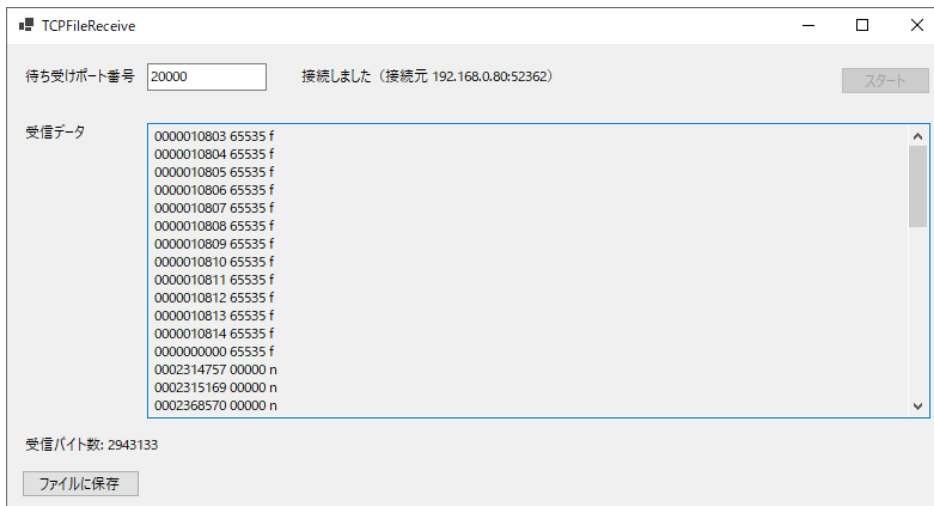 TCPFileReceive
待ち受けポート番号 20000 接続しました（接続元 192.168.0.80:52362） スタート
受信データ
0000010803 65535 f
0000010804 65535 f
0000010805 65535 f
0000010806 65535 f
0000010807 65535 f
0000010808 65535 f
0000010809 65535 f
0000010810 65535 f
0000010811 65535 f
0000010812 65535 f
0000010813 65535 f
0000010814 65535 f
0000000000 65535 f
0002314757 00000 n
0002315169 00000 n
0002368570 00000 n
受信バイト数: 2943133
ファイルに保存